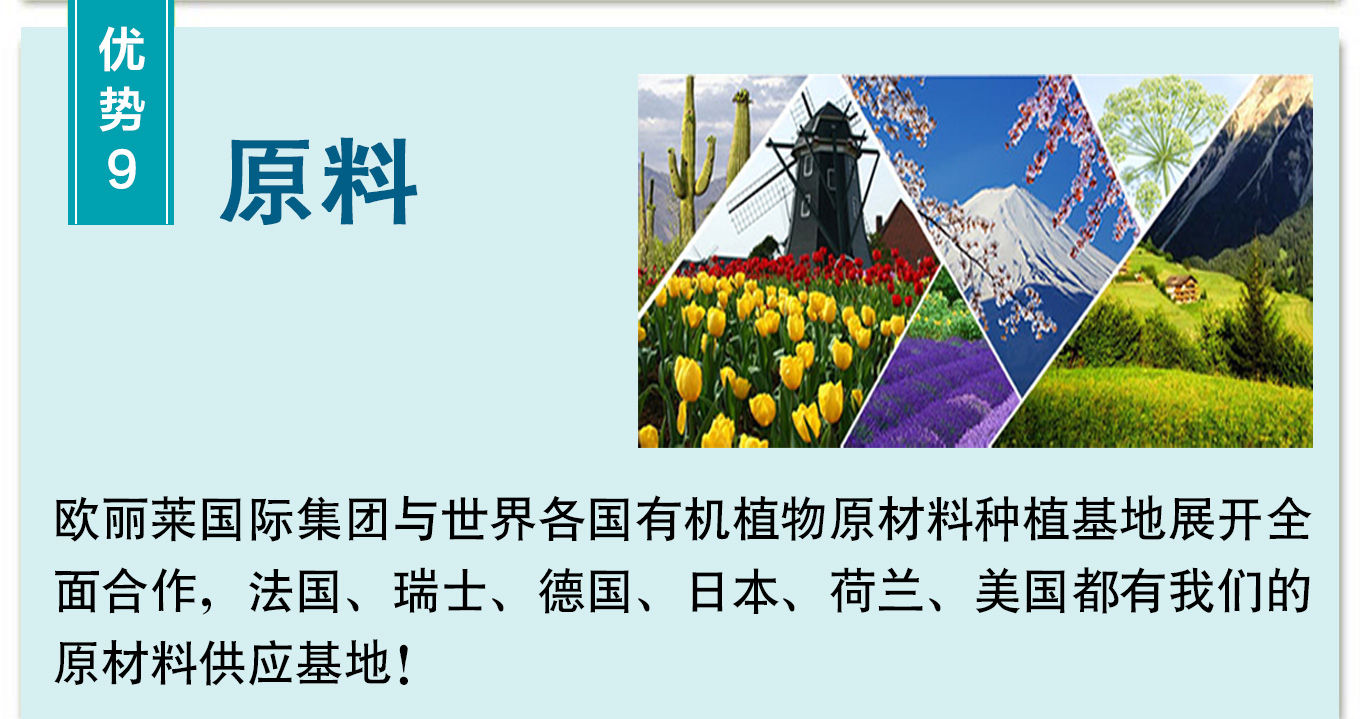 优势9
原料
欧丽莱国际集团与世界各国有机植物原材料种植基地展开全
面合作，法国、瑞士、德国、日本、荷兰、美国都有我们的
原材料供应基地！